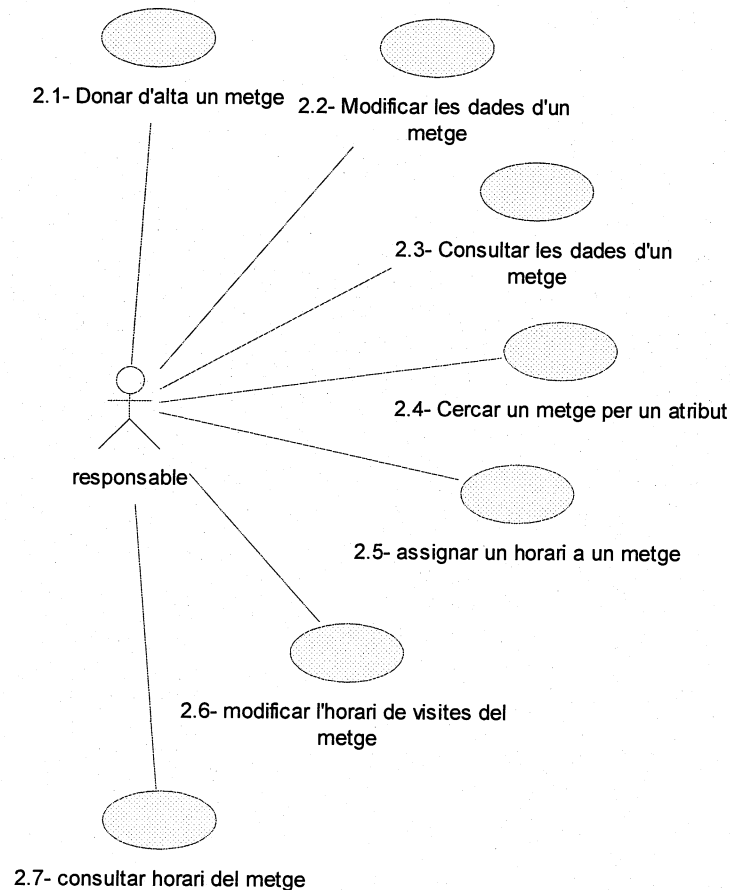 2.1- Donar d'alta un metge
2.2- Modificar les dades d'un
metge
2.3- Consultar les dades d'un
metge
2.4- Cercar un metge per un atribut
responsable
2.5- assignar un horari a un metge
2.6- modificar l'horari de visites del
metge
2.7- consultar horari del metge